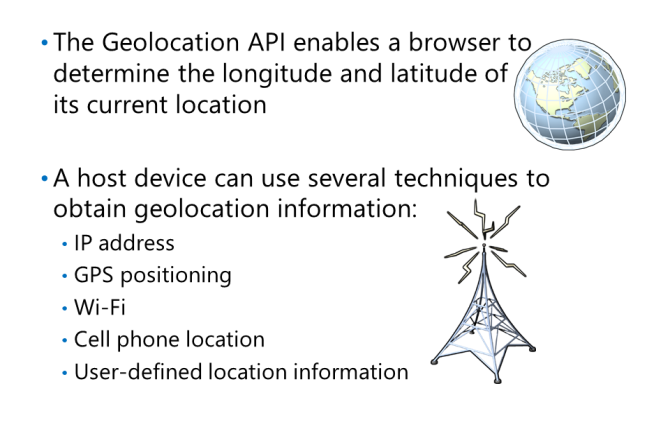 • The Geolocation API enables a browser to
determine the longitude and latitude of
its current location
• A host device can use several techniques to
obtain geolocation information:
• IP address
• GPS positioning
• Wi-Fi
• Cell phone location
• User-defined location information